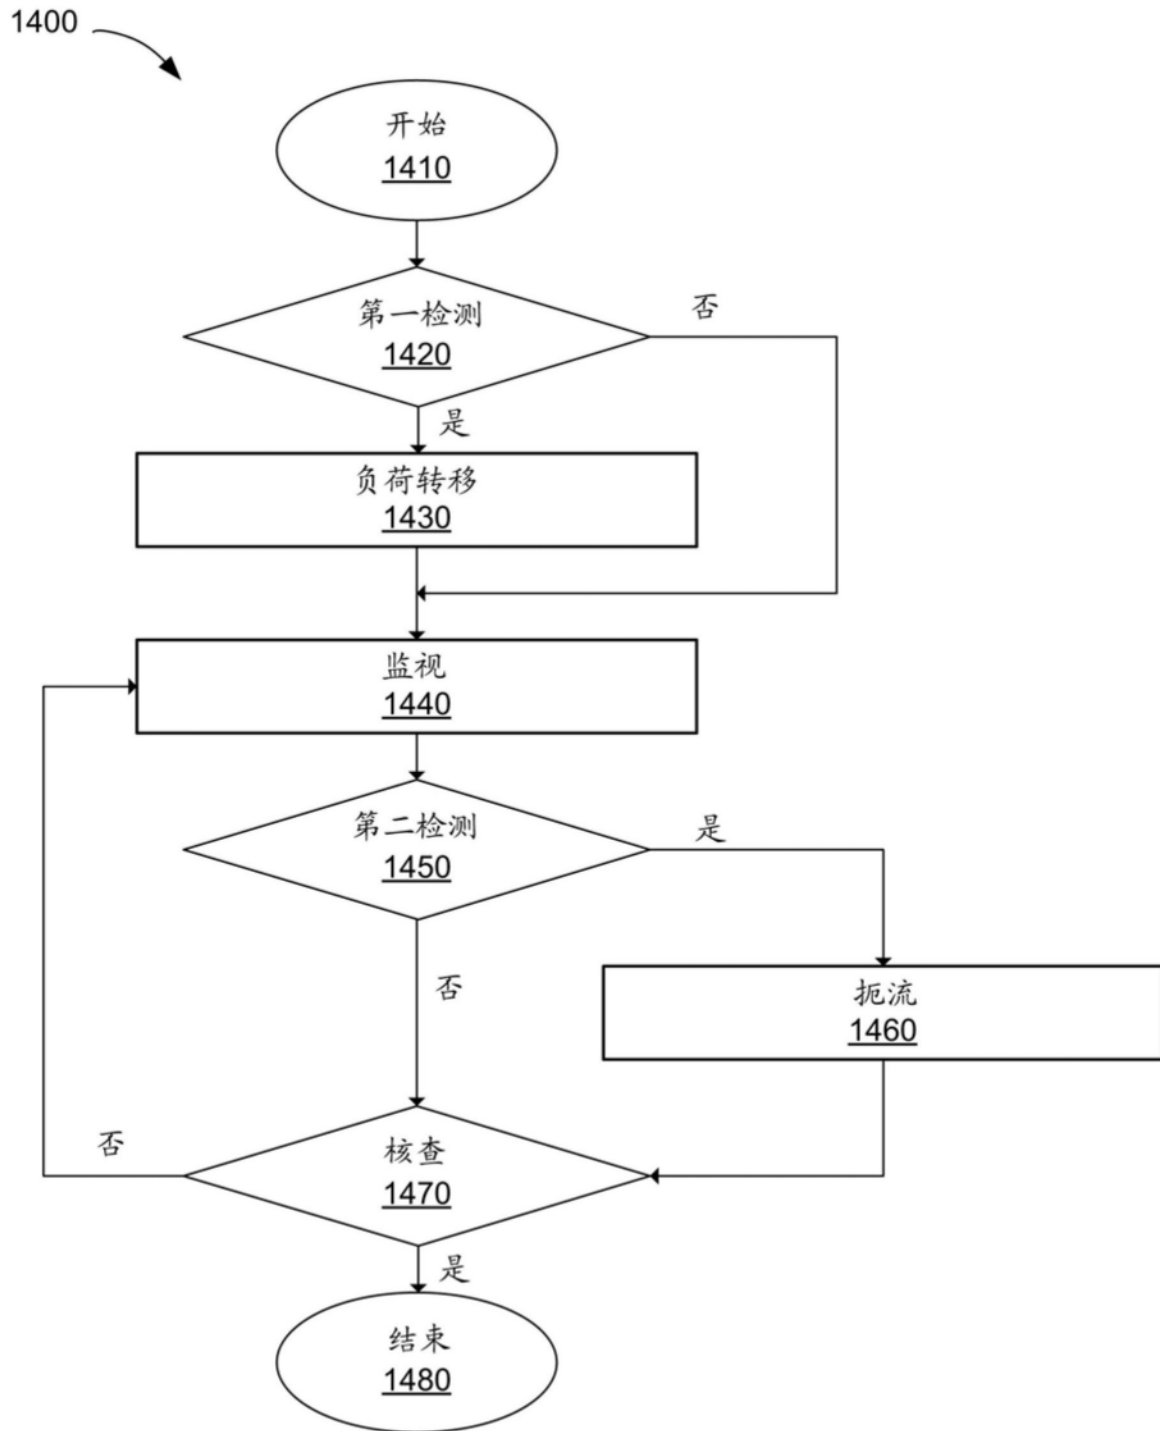 1400
开始
1410
第一检测
1420
否
是
负荷转移
1430
监视
1440
第二检测
1450
是
否
扼流
1460
否
核查
1470
是
结束
1480